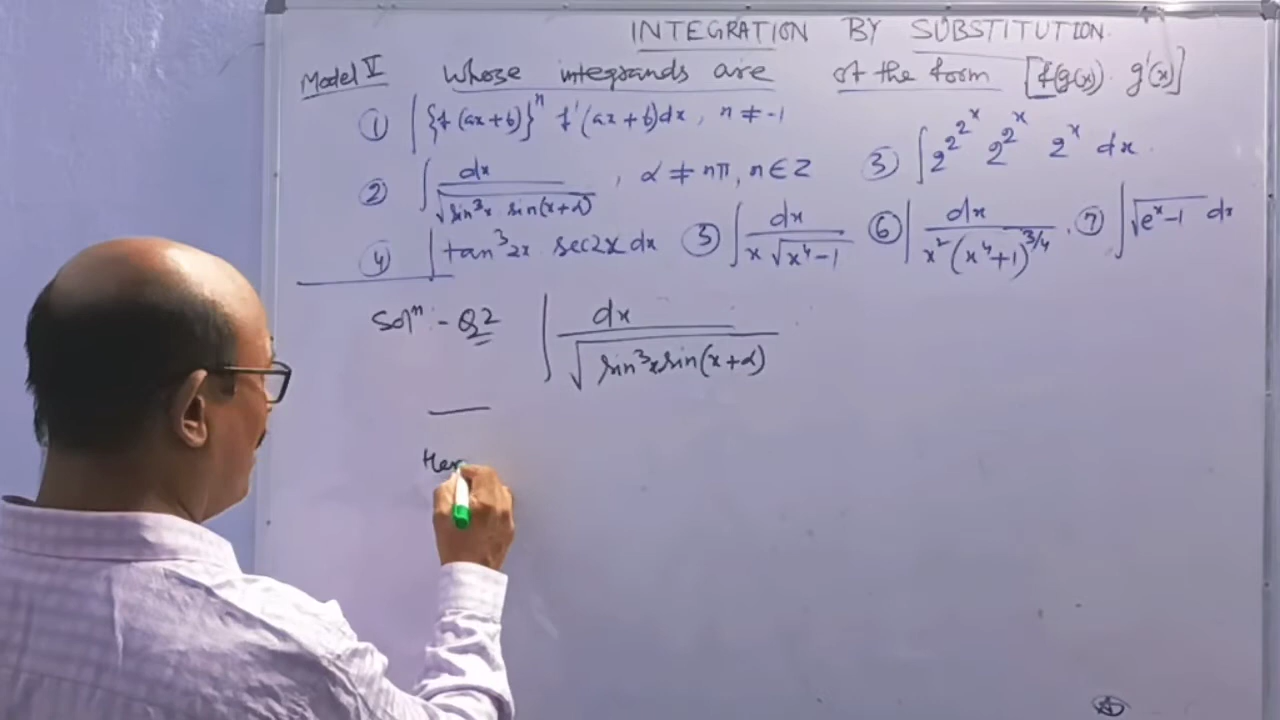 INTEGRATION BY SUBSTITUTION
Model V whose integrands are of the form [f(g(x)) g'(x)]
① ∫{f(ax+b)}ⁿ f'(ax+b)dx, n ≠ -1
② ∫ dx / √(sin³x sin(x+α)), α ≠ nπ, n ∈ Z
③ ∫ 2^(2^(2^x)) 2^(2^x) 2^x dx.
④ ∫ tan³2x sec2x dx ⑤ ∫ dx / (x √(x⁴-1)) ⑥ ∫ dx / (x²(x⁴+1)^(3/4)). ⑦ ∫ √(eˣ-1) dx
Solⁿ :- Q2 ∫ dx / √(sin³x sin(x+α))
Her